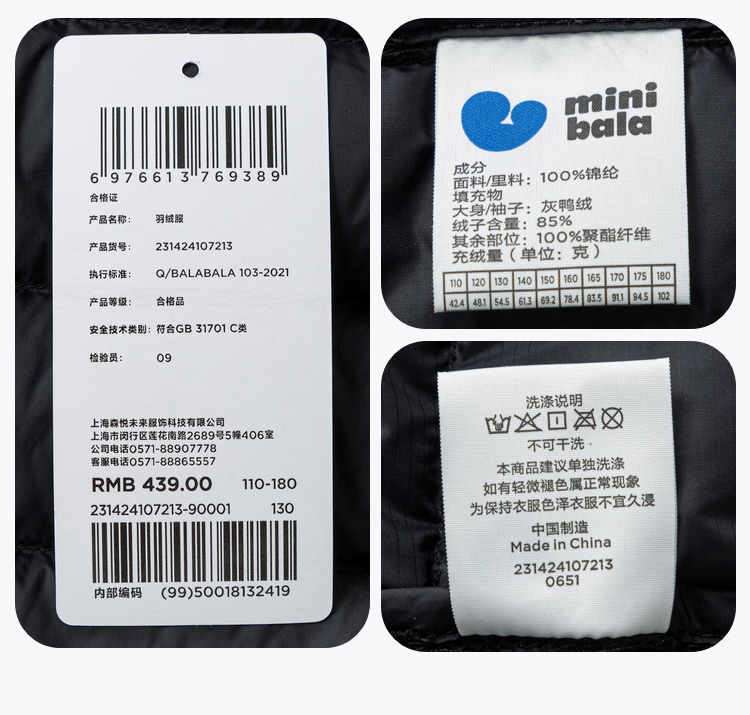 6 976613 769389
合格证
产品名称： 羽绒服
产品货号： 231424107213
执行标准： Q/BALABALA 103-2021
产品等级： 合格品
安全技术类别：符合GB 31701 C类
检验员： 09
上海森悦未来服饰科技有限公司
上海市闵行区莲花南路2689号5幢406室
公司电话0571-88907778
客服电话0571-88865557
RMB 439.00 110-180
231424107213-90001 130
内部编码 (99)50018132419
mini
bala
成分
面料/里料：100%锦纶
填充物
大身/袖子：灰鸭绒
绒子含量：85%
其余部位：100%聚酯纤维
充绒量（单位：克）
110 120 130 140 150 160 165 170 175 180
42.4 48.1 54.5 61.3 69.2 78.4 83.5 91.1 94.5 102
洗涤说明
不可干洗.
本商品建议单独洗涤
如有轻微褪色属正常现象
为保持衣服色泽衣服不宜久浸
中国制造
Made in China
231424107213
0651